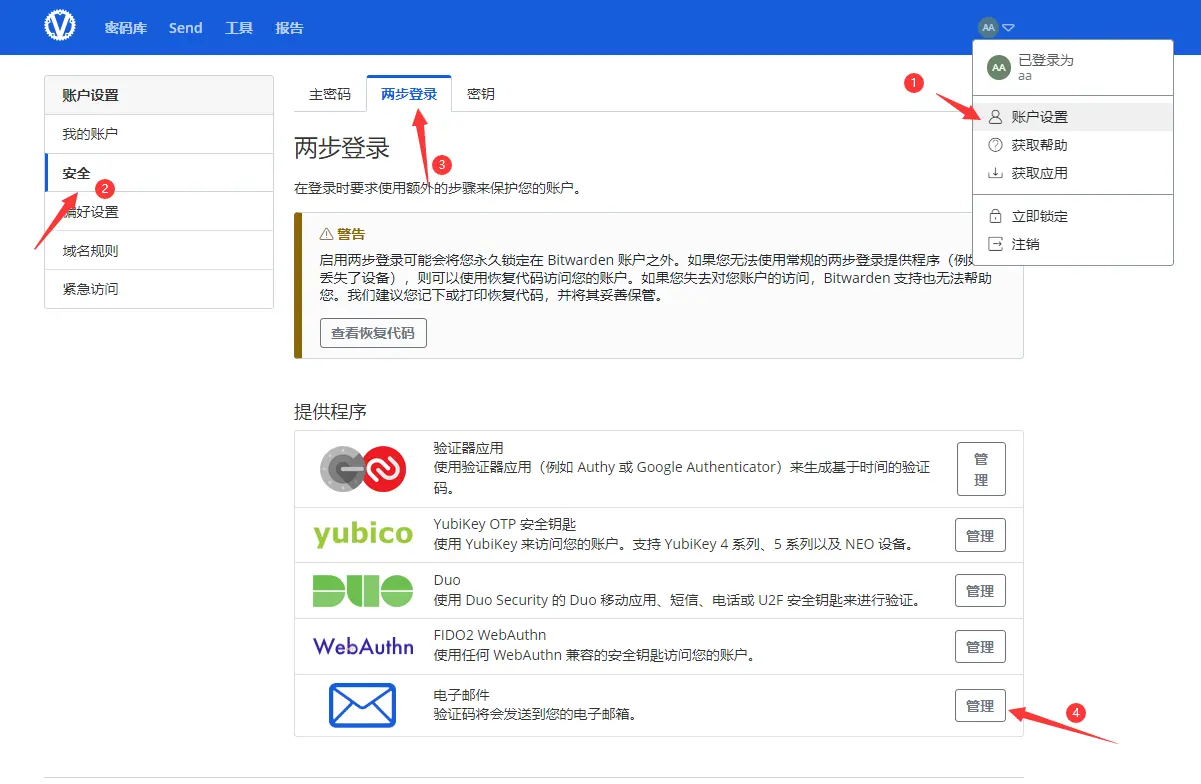 密码库 Send 工具 报告
AA
AA 已登录为
aa
账户设置
获取帮助
获取应用
立即锁定
注销
1
账户设置
我的账户
安全
2
偏好设置
域名规则
紧急访问
主密码 两步登录 密钥
3
两步登录
在登录时要求使用额外的步骤来保护您的账户。
警告
启用两步登录可能会将您永久锁定在 Bitwarden 账户之外。如果您无法使用常规的两步登录提供程序（例如
丢失了设备），则可以使用恢复代码访问您的账户。如果您失去对您账户的访问，Bitwarden 支持也无法帮助
您。我们建议您记下或打印恢复代码，并将其妥善保管。
查看恢复代码
提供程序
验证器应用
使用验证器应用（例如 Authy 或 Google Authenticator）来生成基于时间的验证
码。
管
理
yubico
YubiKey OTP 安全钥匙
使用 YubiKey 来访问您的账户。支持 YubiKey 4 系列、5 系列以及 NEO 设备。
管理
DUO
Duo
使用 Duo Security 的 Duo 移动应用、短信、电话或 U2F 安全钥匙来进行验证。
管理
WebAuthn
FIDO2 WebAuthn
使用任何 WebAuthn 兼容的安全钥匙访问您的账户。
管理
电子邮件
验证码将会发送到您的电子邮箱。
管理
4